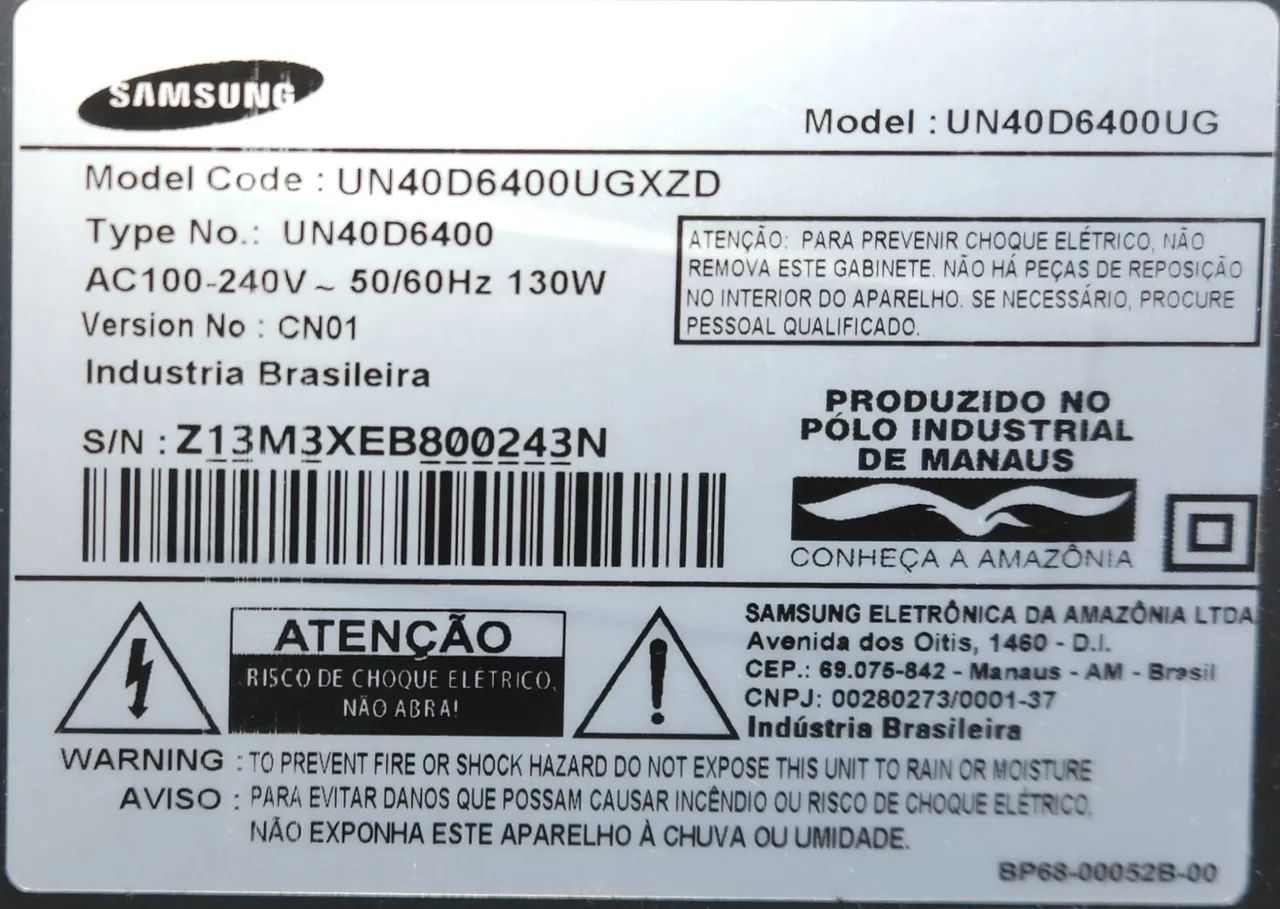 SAMSUNG
Model : UN40D6400UG
Model Code : UN40D6400UGXZD
Type No.: UN40D6400
AC100-240V ~ 50/60Hz 130W
Version No : CN01
Industria Brasileira
ATENÇÃO: PARA PREVENIR CHOQUE ELÉTRICO, NÃO
REMOVA ESTE GABINETE. NÃO HÁ PEÇAS DE REPOSIÇÃO
NO INTERIOR DO APARELHO. SE NECESSÁRIO, PROCURE
PESSOAL QUALIFICADO.
S/N : Z13M3XEB800243N
PRODUZIDO NO
PÓLO INDUSTRIAL
DE MANAUS
CONHEÇA A AMAZÔNIA
ATENÇÃO
RISCO DE CHOQUE ELÉTRICO,
NÃO ABRA!
SAMSUNG ELETRÔNICA DA AMAZÔNIA LTDA
Avenida dos Oitis, 1460 - D.I.
CEP.: 69.075-842 - Manaus - AM - Brasil
CNPJ: 00280273/0001-37
Indústria Brasileira
WARNING : TO PREVENT FIRE OR SHOCK HAZARD DO NOT EXPOSE THIS UNIT TO RAIN OR MOISTURE
AVISO : PARA EVITAR DANOS QUE POSSAM CAUSAR INCÊNDIO OU RISCO DE CHOQUE ELÉTRICO,
NÃO EXPONHA ESTE APARELHO À CHUVA OU UMIDADE.
BP68-00052B-00